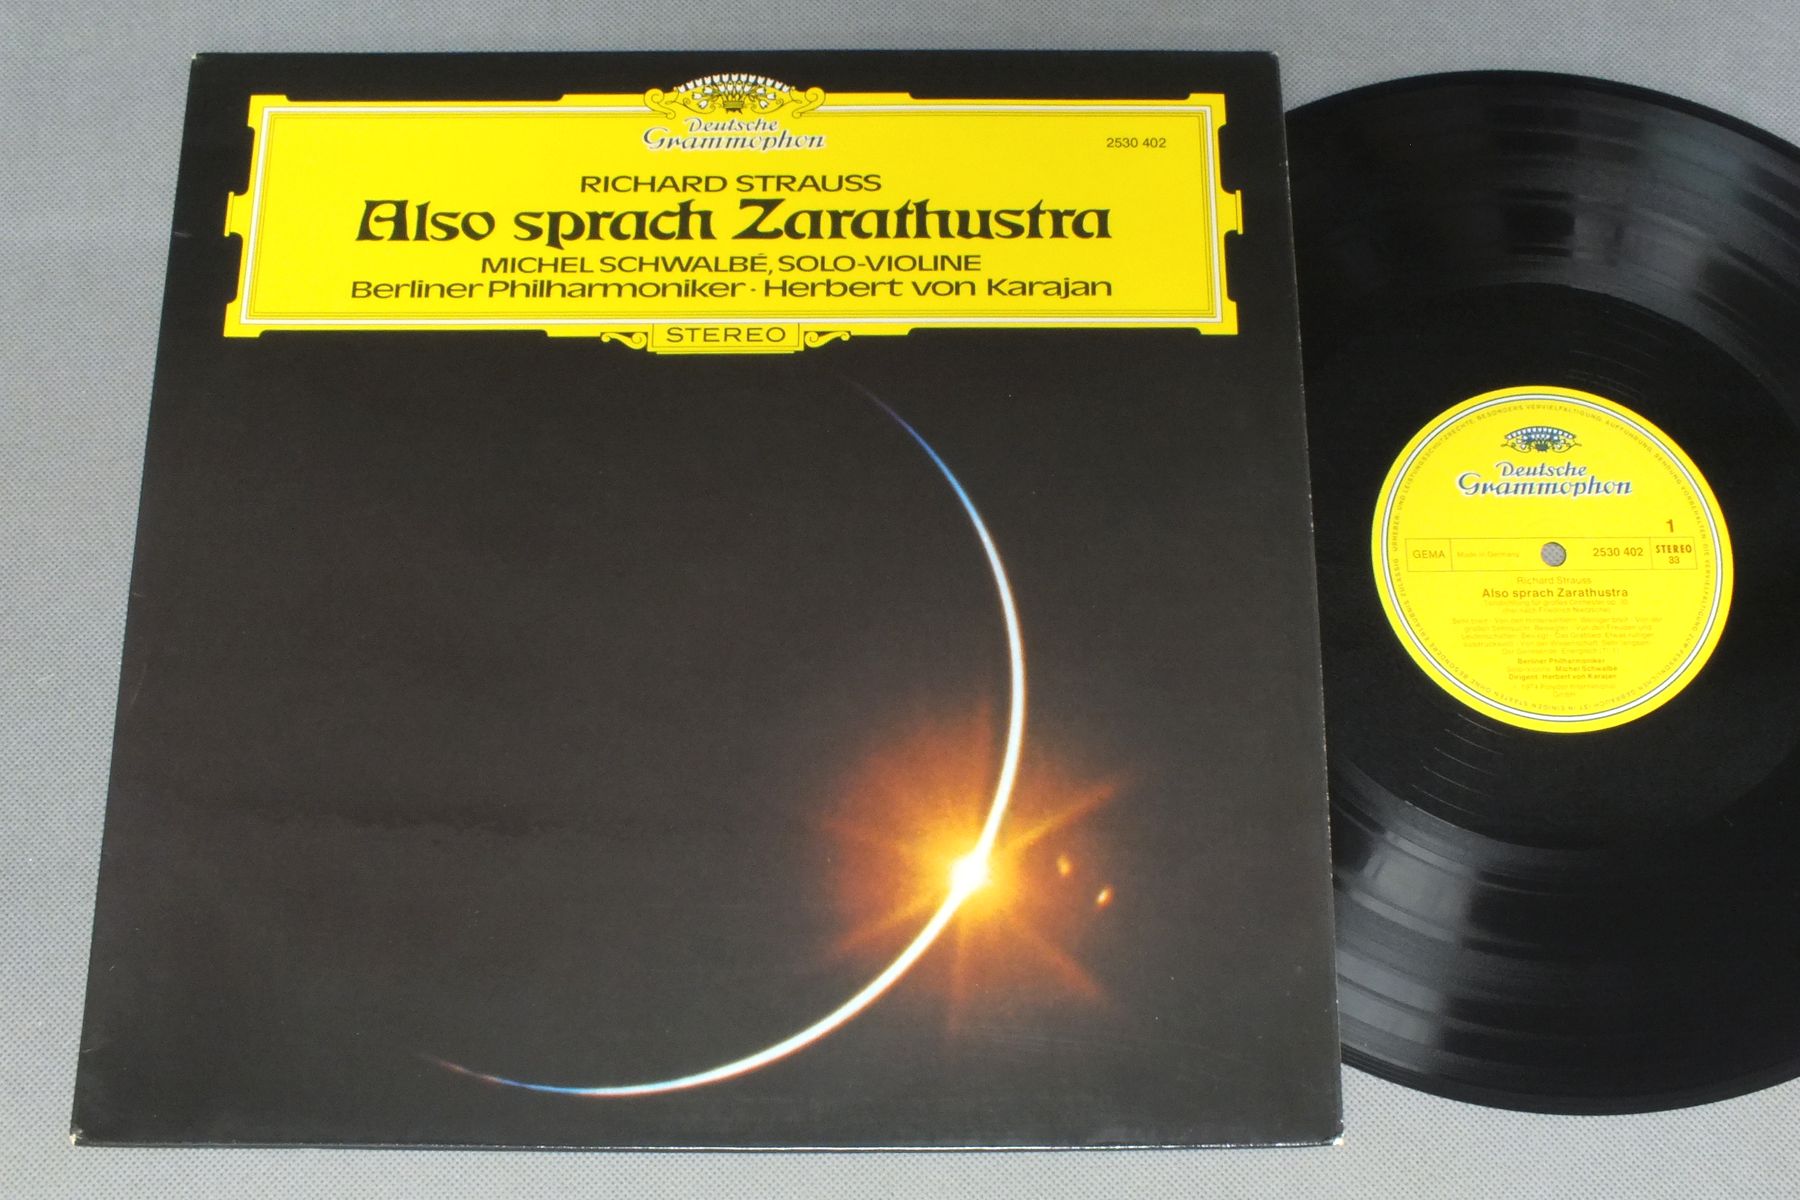 Deutsche
Grammophon
2530 402
RICHARD STRAUSS
Also sprach Zarathustra
MICHEL SCHWALBÉ, SOLO-VIOLINE
Berliner Philharmoniker · Herbert von Karajan
STEREO
Deutsche
Grammophon
1
GEMA
Made in Germany
2530 402
STEREO
33
Richard Strauss
Also sprach Zarathustra
Berliner Philharmoniker
Michel Schwalbé
Dirigent: Herbert von Karajan